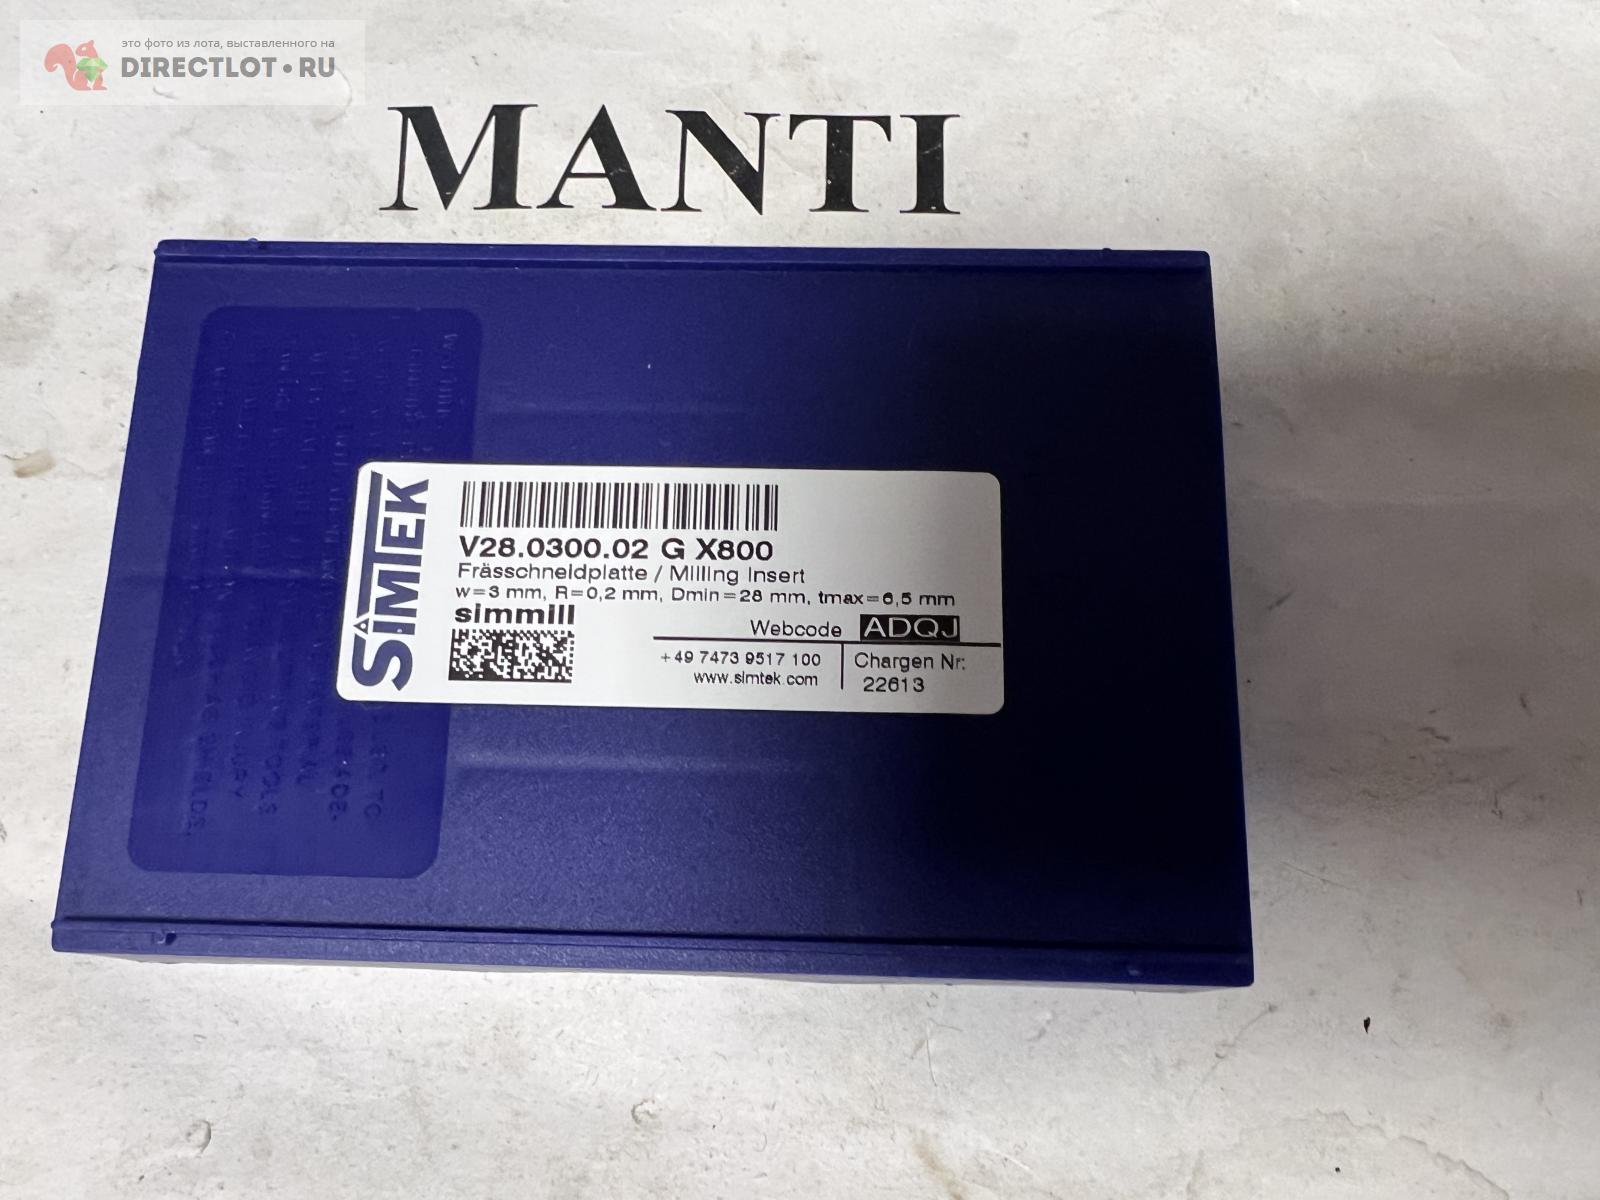 это фото из лота, выставленного на
DIRECTLOT•RU
MANTI
SIMTEK
V28.0300.02 G X800
Frässchneidplatte / Milling Insert
w=3 mm, R=0,2 mm, Dmin=28 mm, tmax=6,5 mm
simmill
Webcode ADQJ
+49 7473 9517 100
www.simtek.com
Chargen Nr:
22613